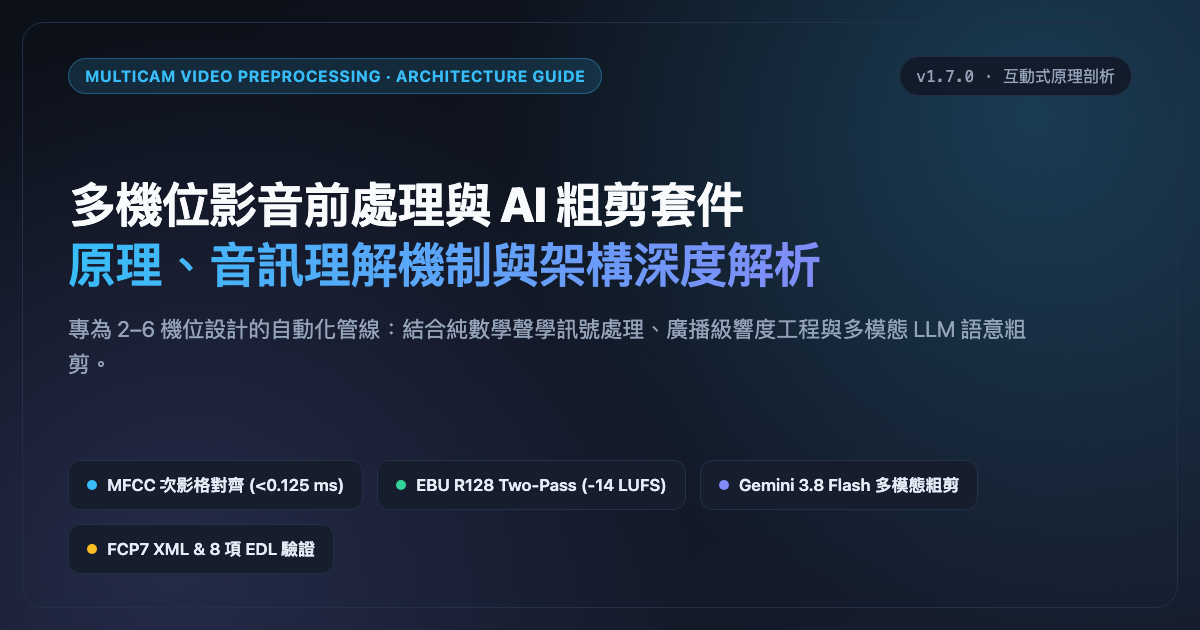 MULTICAM VIDEO PREPROCESSING · ARCHITECTURE GUIDE
v1.7.0 · 互動式原理剖析
多機位影音前處理與 AI 粗剪套件
原理、音訊理解機制與架構深度解析
專為 2–6 機位設計的自動化管線：結合純數學聲學訊號處理、廣播級響度工程與多模態 LLM 語意粗
剪。
MFCC 次影格對齊 (<0.125 ms)
EBU R128 Two-Pass (-14 LUFS)
Gemini 3.8 Flash 多模態粗剪
FCP7 XML & 8 項 EDL 驗證